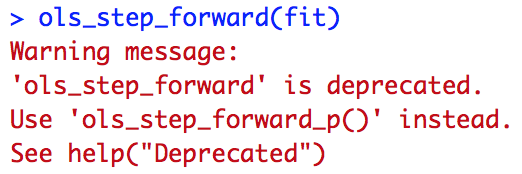 > ols_step_forward(fit)
Warning message:
'ols_step_forward' is deprecated.
Use 'ols_step_forward_p()' instead.
See help("Deprecated")